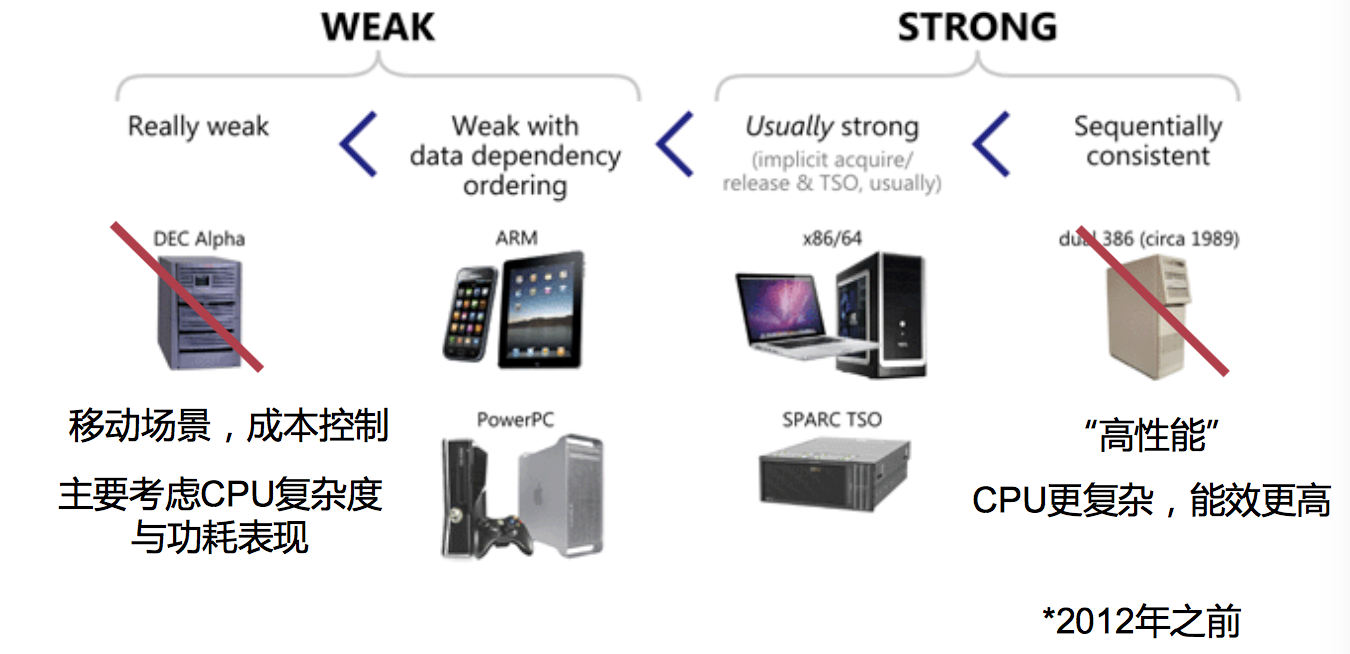 WEAK
STRONG
Really weak
Weak with
data dependency
ordering
Usually strong
(implicit acquire/
release & TSO, usually)
Sequentially
consistent
DEC Alpha
ARM
x86/64
dual 386 (circa 1989)
移动场景，成本控制
主要考虑CPU复杂度
与功耗表现
PowerPC
SPARC TSO
“高性能”
CPU更复杂，能效更高
*2012年之前